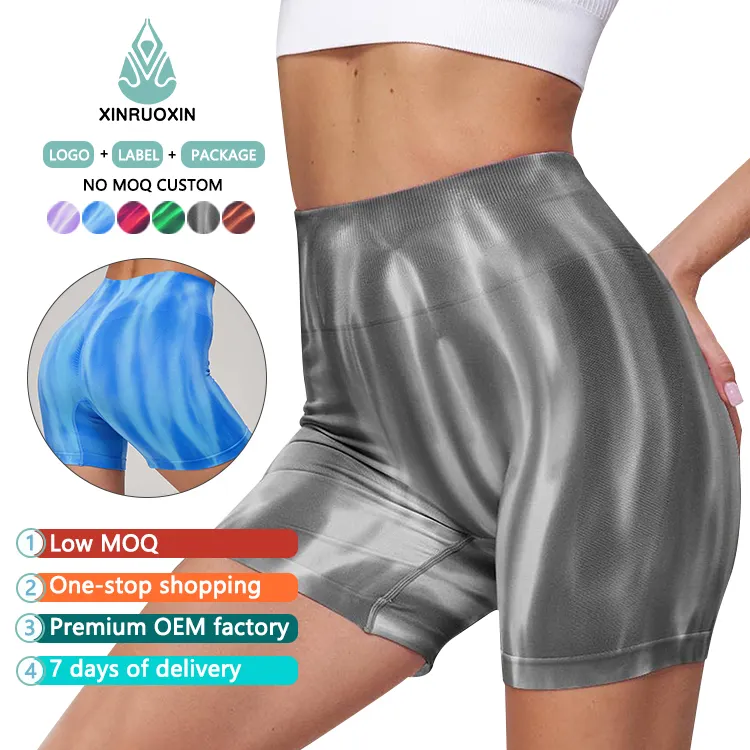 XINRUOXIN
LOGO + LABEL + PACKAGE
NO MOQ CUSTOM
1 Low MOQ
2 One-stop shopping
3 Premium OEM factory
4 7 days of delivery